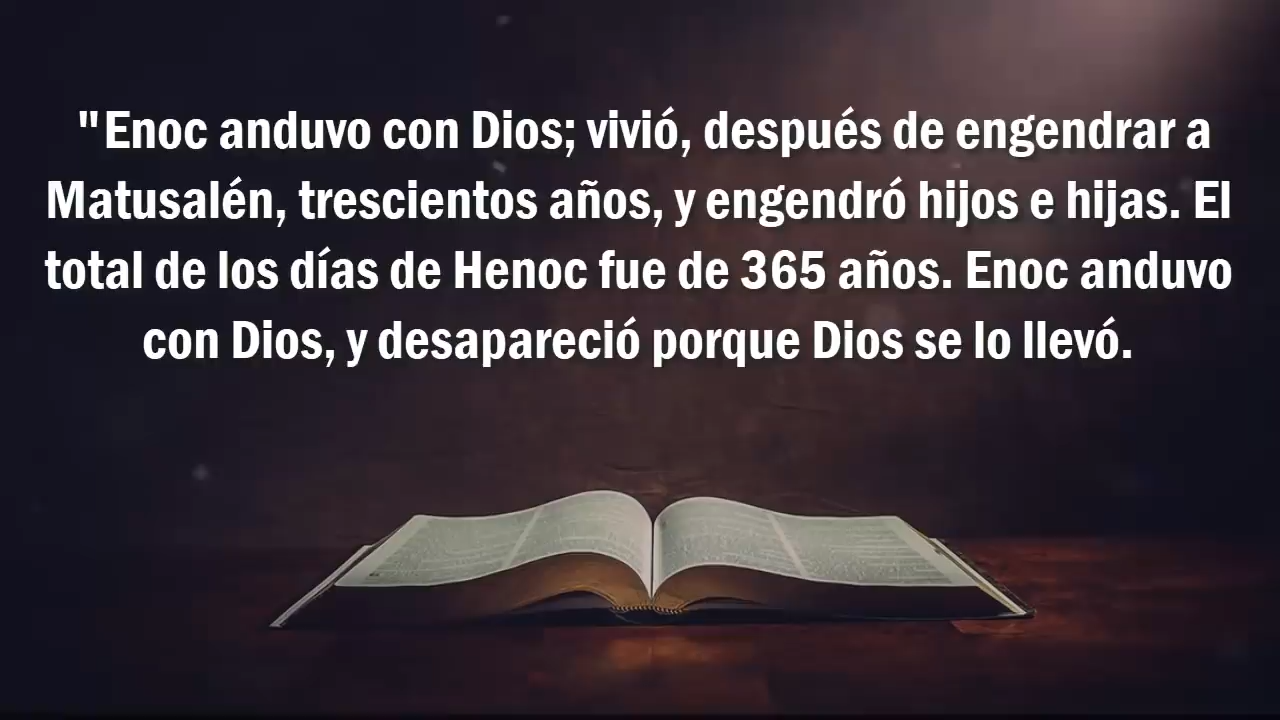 "Enoc anduvo con Dios; vivió, después de engendrar a
Matusalén, trescientos años, y engendró hijos e hijas. El
total de los días de Henoc fue de 365 años. Enoc anduvo
con Dios, y desapareció porque Dios se lo llevó.